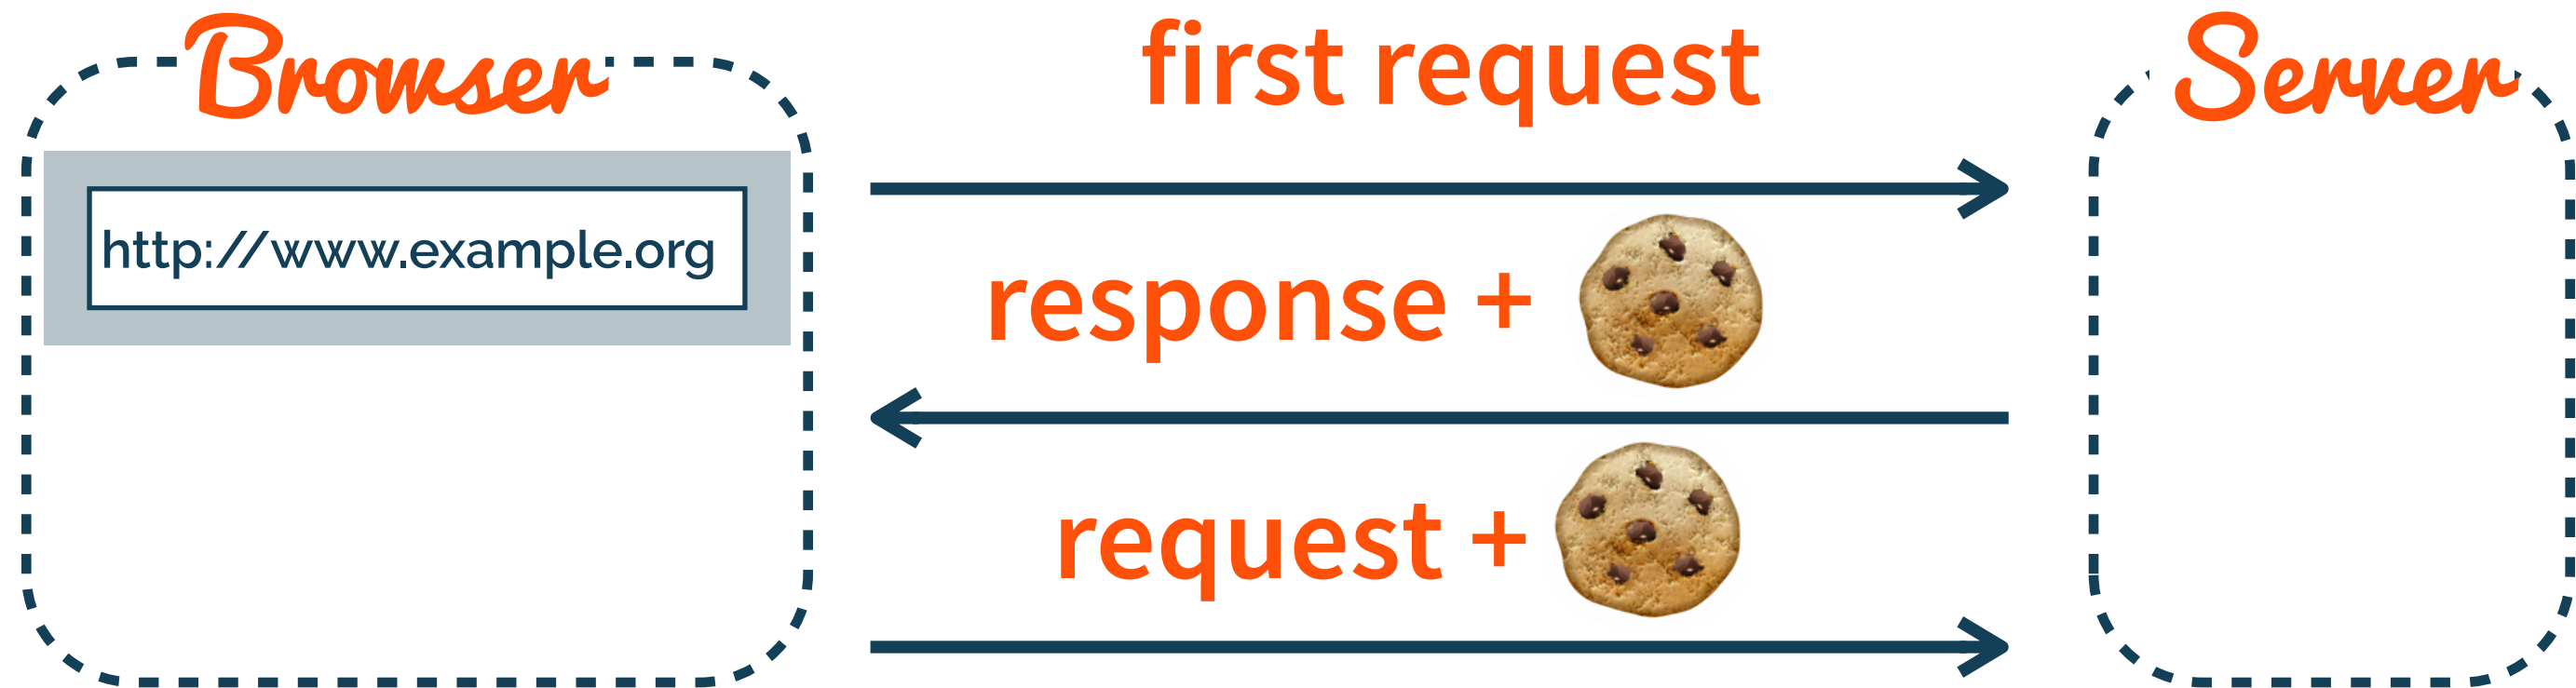 Browser
http://www.example.org
first request
response +
request +
Server